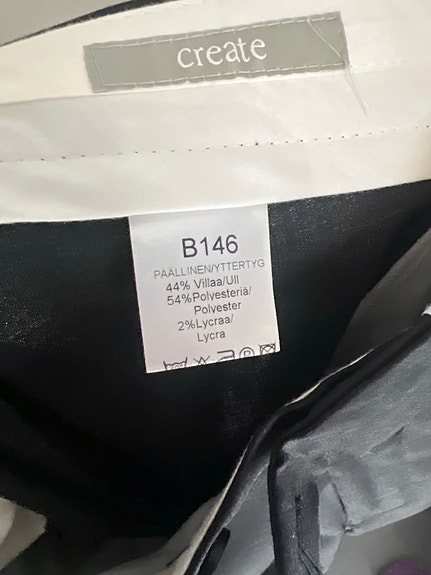 create
B146
PÄÄLLINEN/YTTERTYG
44% Villaa/Ull
54%Polyesteriä/
Polyester
2%Lycraa/
Lycra